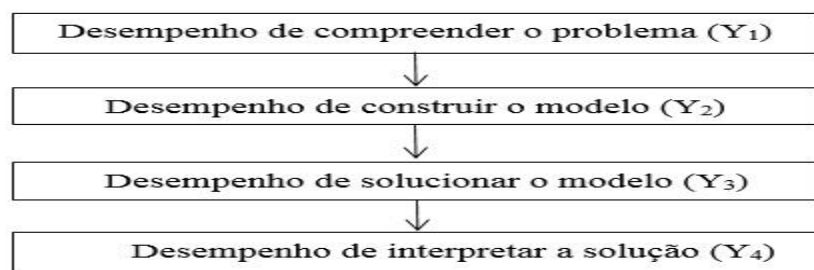 Desempenho de compreender o problema (Y₁)
Desempenho de construir o modelo (Y₂)
Desempenho de solucionar o modelo (Y₃)
Desempenho de interpretar a solução (Y₄)